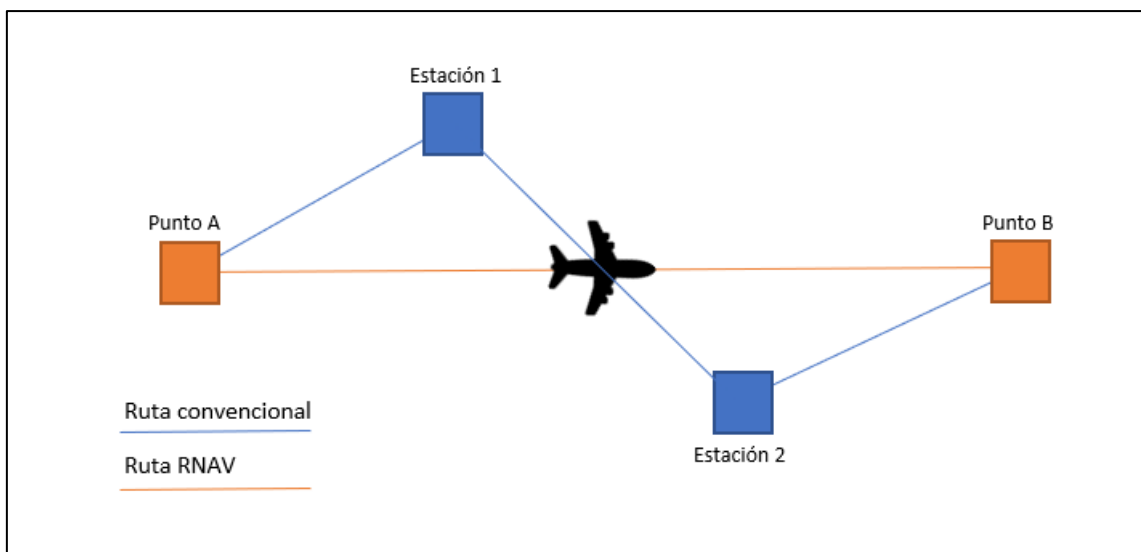 Estación 1
Punto A
Punto B
Ruta convencional
Estación 2
Ruta RNAV